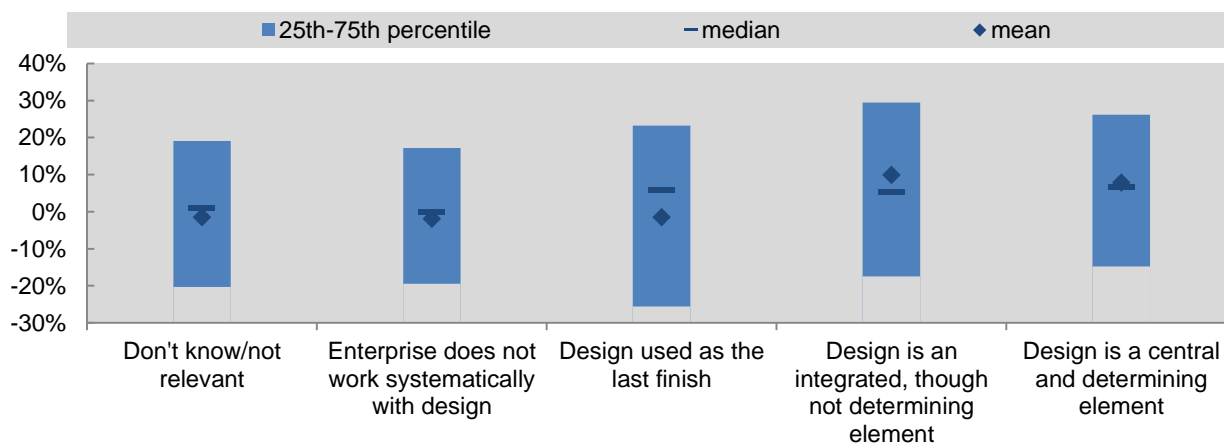 25th-75th percentile median mean
40%
30%
20%
10%
0%
-10%
-20%
-30%
Don't know/not
relevant
Enterprise does not
work systematically
with design
Design used as the
last finish
Design is an
integrated, though
not determining
element
Design is a central
and determining
element